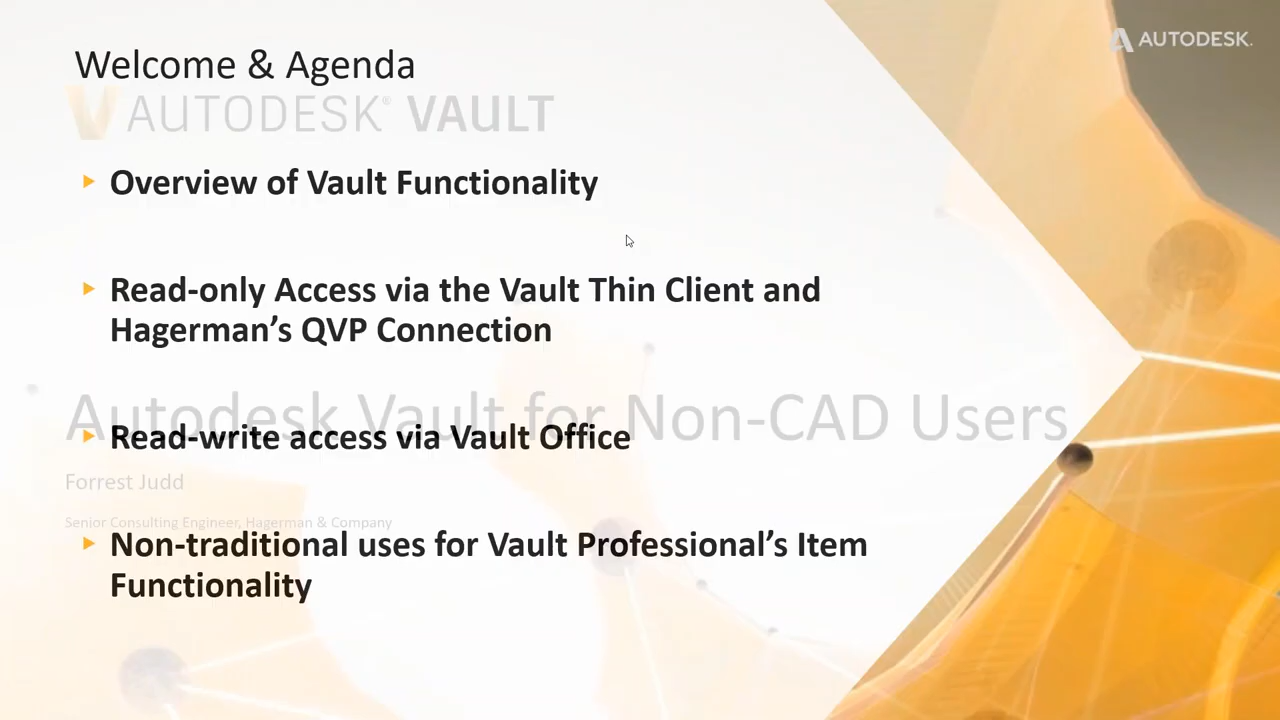 Welcome & Agenda
AUTODESK.
AUTODESK® VAULT
Overview of Vault Functionality
Read-only Access via the Vault Thin Client and
Hagerman's QVP Connection
Autodesk Vault for Non-CAD Users
Read-write access via Vault Office
Forrest Judd
Senior Consulting Engineer, Hagerman & Company
Non-traditional uses for Vault Professional's Item
Functionality